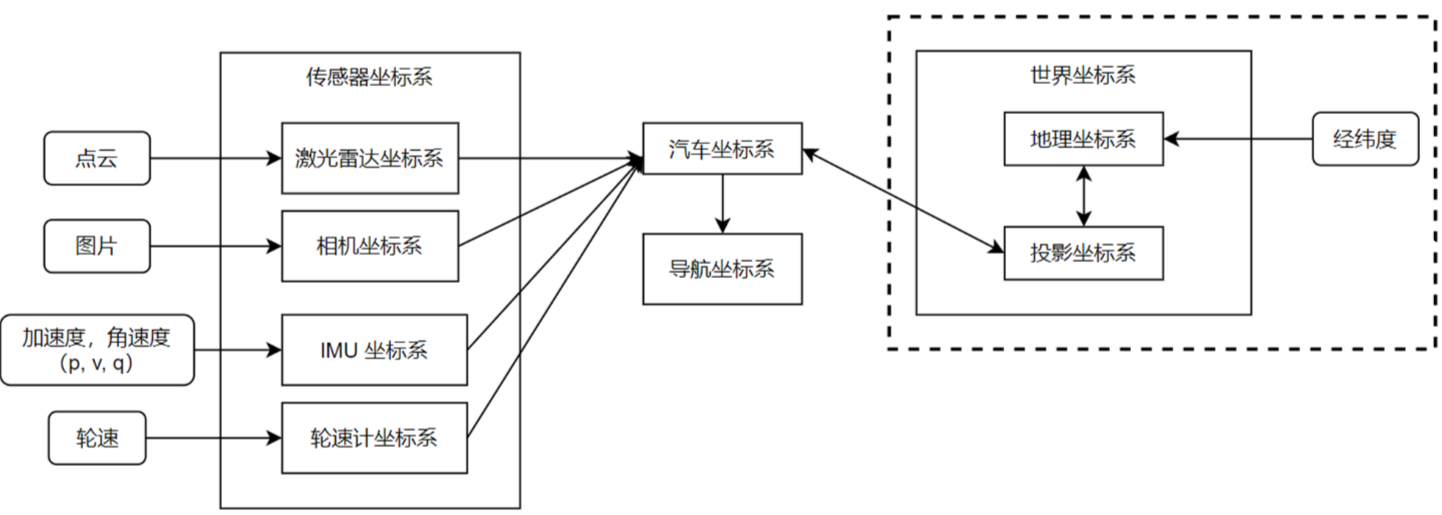 传感器坐标系
点云
激光雷达坐标系
图片
相机坐标系
加速度，角速度
（p, v, q）
IMU 坐标系
轮速
轮速计坐标系
汽车坐标系
导航坐标系
世界坐标系
地理坐标系
经纬度
投影坐标系